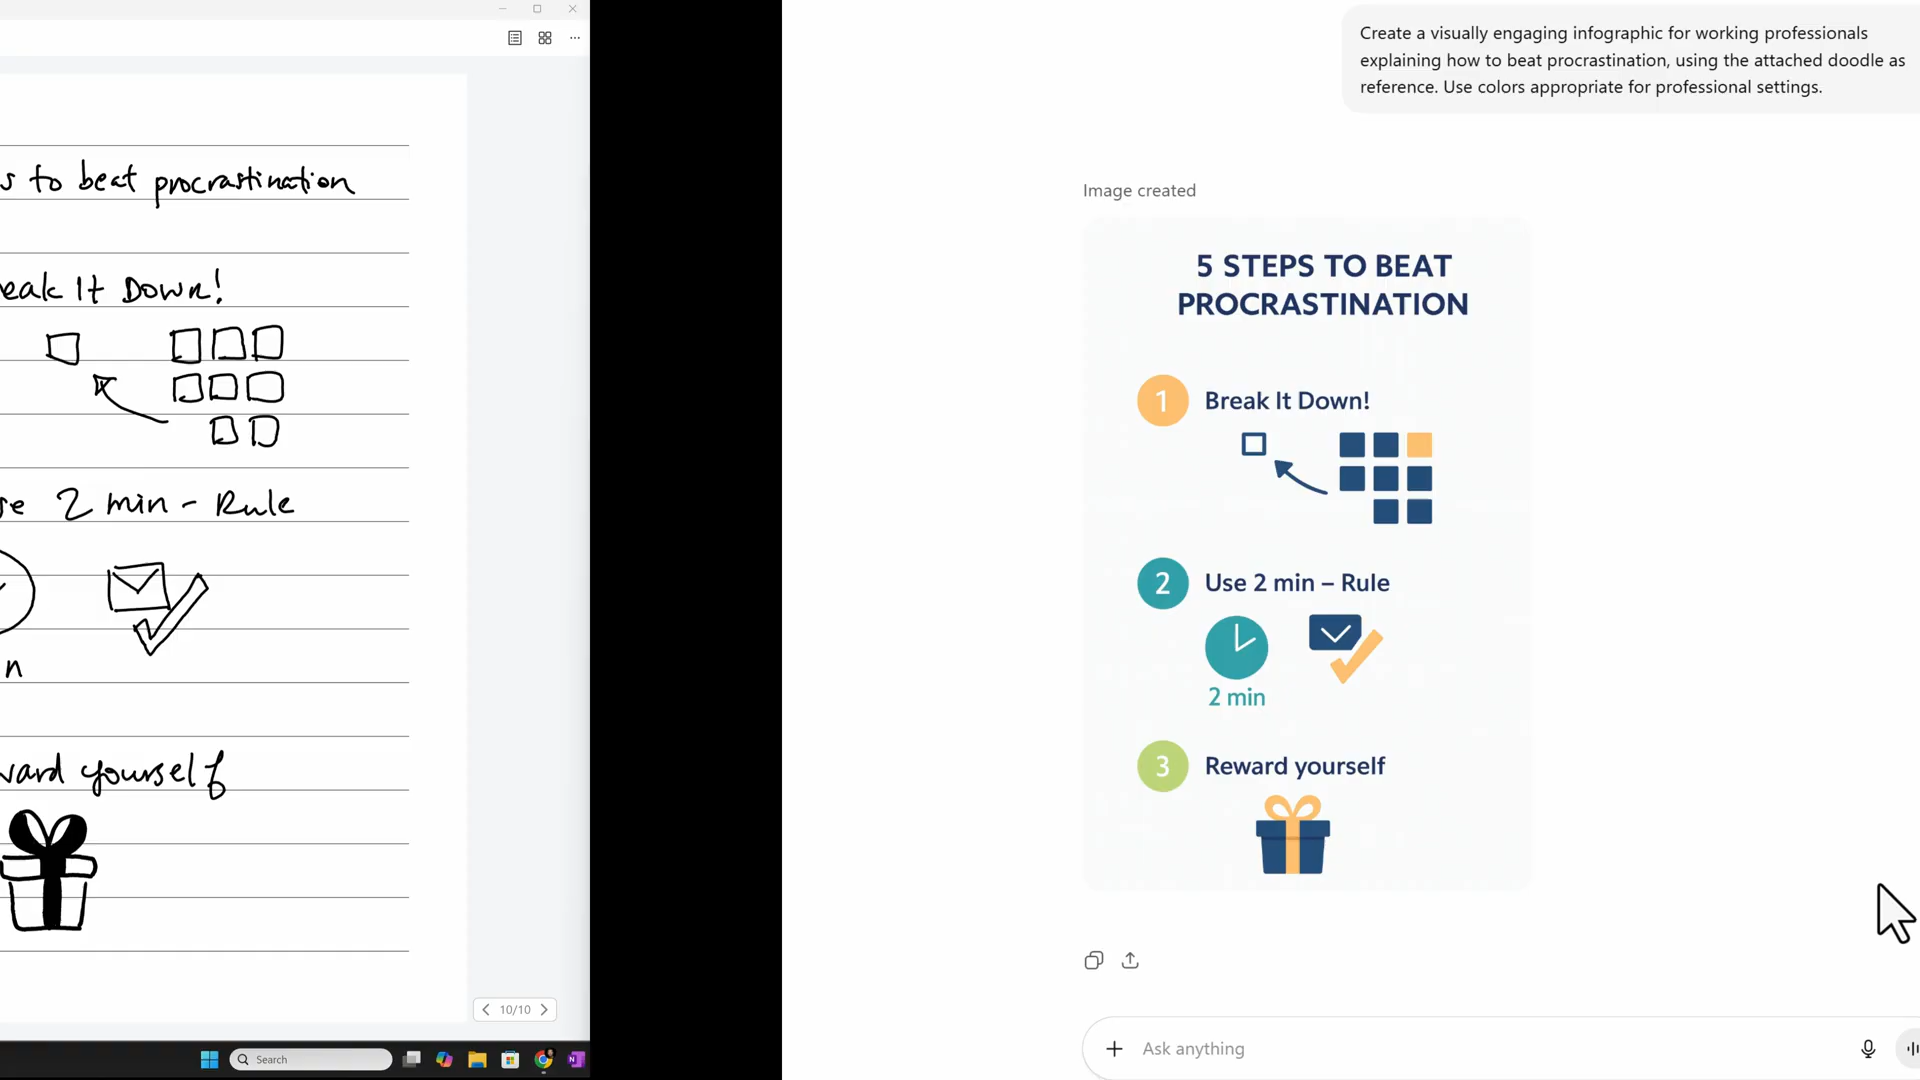 s to beat procrastination
eak It Down!
se 2 min - Rule
n
ward yourself
10/10
Search
Create a visually engaging infographic for working professionals
explaining how to beat procrastination, using the attached doodle as
reference. Use colors appropriate for professional settings.
Image created
5 STEPS TO BEAT
PROCRASTINATION
1 Break It Down!
2 Use 2 min – Rule
2 min
3 Reward yourself
Ask anything